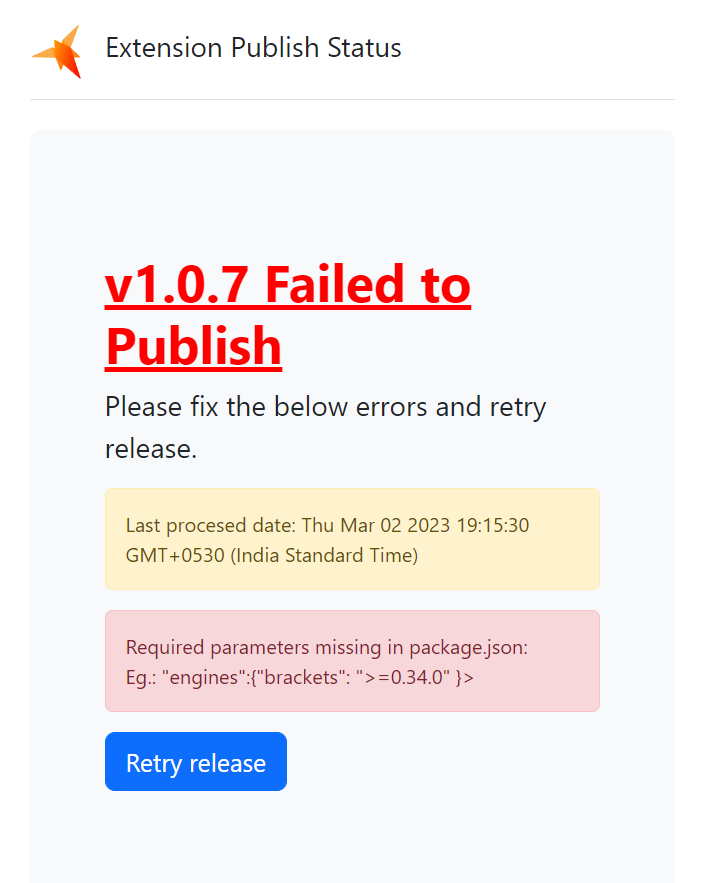 Extension Publish Status
v1.0.7 Failed to
Publish
Please fix the below errors and retry
release.
Last procesed date: Thu Mar 02 2023 19:15:30
GMT+0530 (India Standard Time)
Required parameters missing in package.json:
Eg.: "engines":{"brackets": ">=0.34.0" }>
Retry release